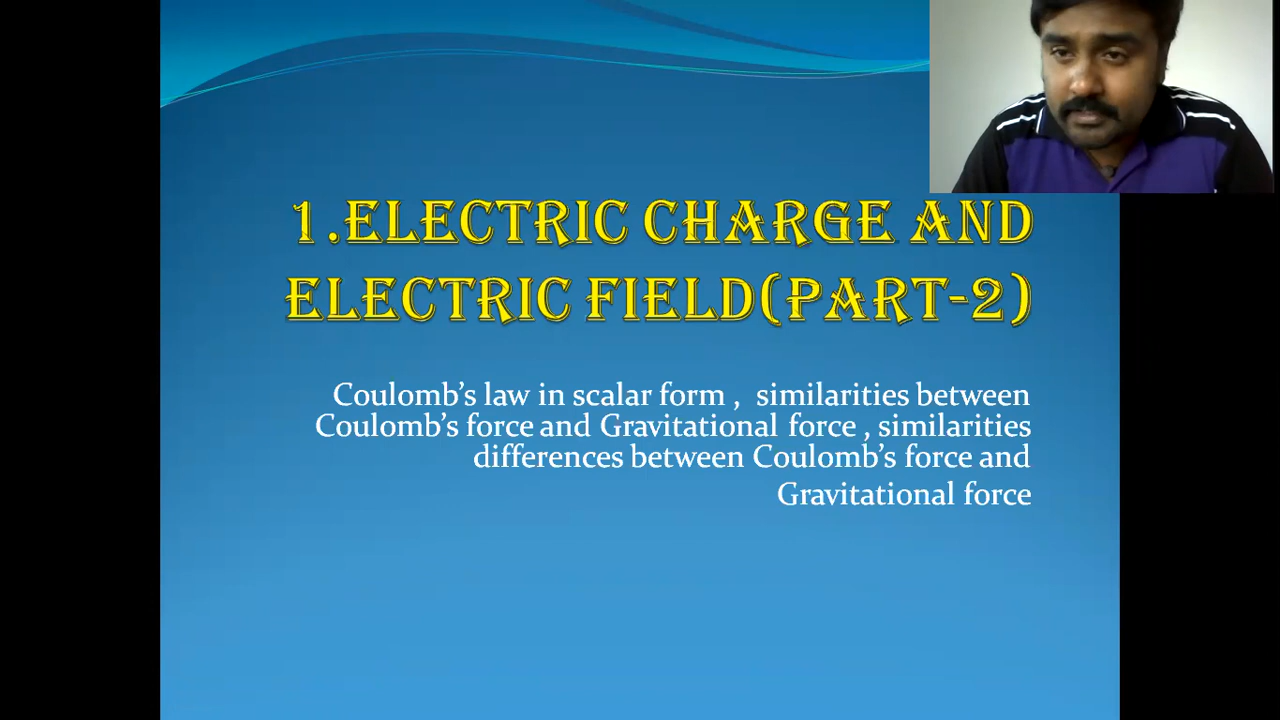 1.ELECTRIC CHARGE AND
ELECTRIC FIELD(PART-2)
Coulomb’s law in scalar form , similarities between
Coulomb’s force and Gravitational force , similarities
differences between Coulomb’s force and
Gravitational force